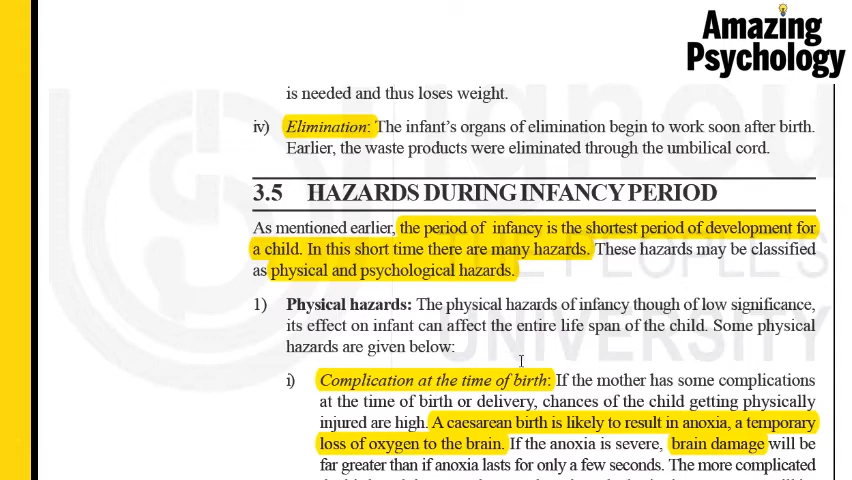 Amazing
Psychology
is needed and thus loses weight.
iv) Elimination: The infant's organs of elimination begin to work soon after birth.
Earlier, the waste products were eliminated through the umbilical cord.
3.5 HAZARDS DURING INFANCY PERIOD
As mentioned earlier, the period of infancy is the shortest period of development for
a child. In this short time there are many hazards. These hazards may be classified
as physical and psychological hazards.
1) Physical hazards: The physical hazards of infancy though of low significance,
its effect on infant can affect the entire life span of the child. Some physical
hazards are given below:
i) Complication at the time of birth: If the mother has some complications
at the time of birth or delivery, chances of the child getting physically
injured are high. A caesarean birth is likely to result in anoxia, a temporary
loss of oxygen to the brain. If the anoxia is severe, brain damage will be
far greater than if anoxia lasts for only a few seconds. The more complicated
ignou
THE PEOPLE'S
UNIVERSITY